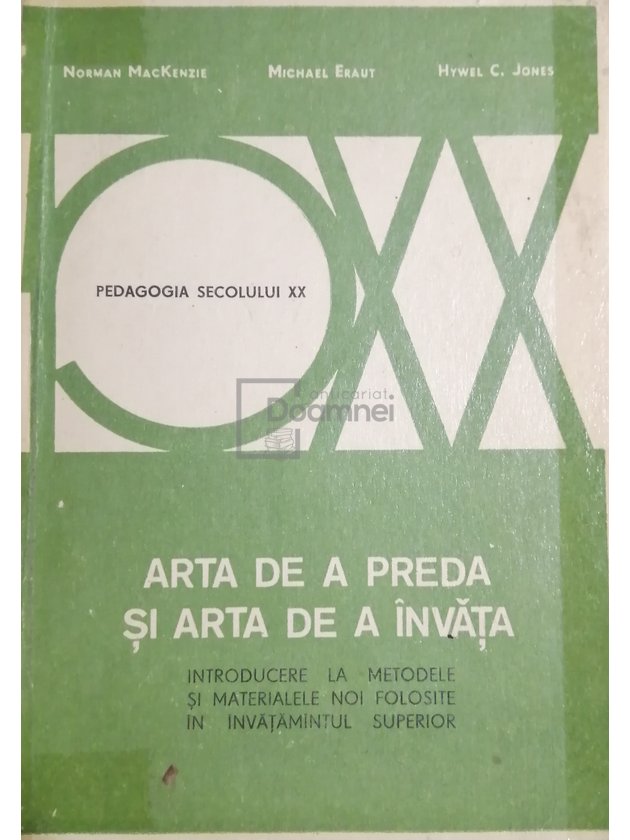 NORMAN MACKENZIE MICHAEL ERAUT HYWEL C. JONES
PEDAGOGIA SECOLULUI XX
anticariat
Doamnei
ARTA DE A PREDA
ȘI ARTA DE A ÎNVĂȚA
INTRODUCERE LA METODELE
ȘI MATERIALELE NOI FOLOSITE
ÎN INVĂȚĂMÎNTUL SUPERIOR